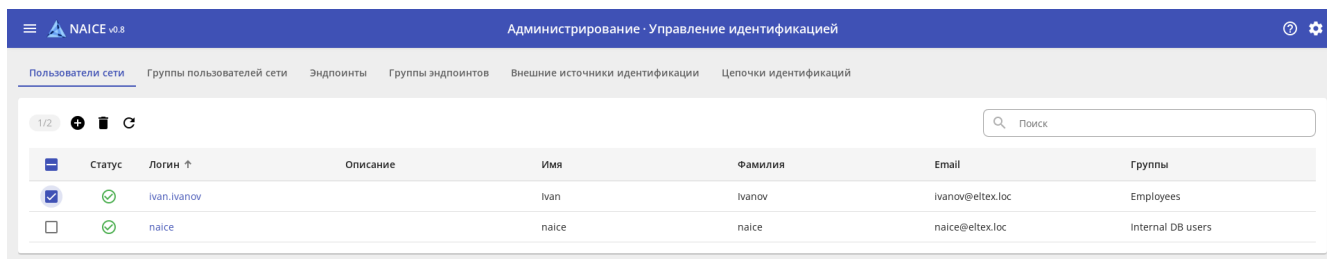 NAICE v0.8 Администрирование · Управление идентификацией
Пользователи сети Группы пользователей сети Эндпоинты Группы эндпоинтов Внешние источники идентификации Цепочки идентификаций
1/2 Поиск
Статус Логин ↑ Описание Имя Фамилия Email Группы
ivan.ivanov Ivan Ivanov ivanov@eltex.loc Employees
naice naice naice naice@eltex.loc Internal DB users